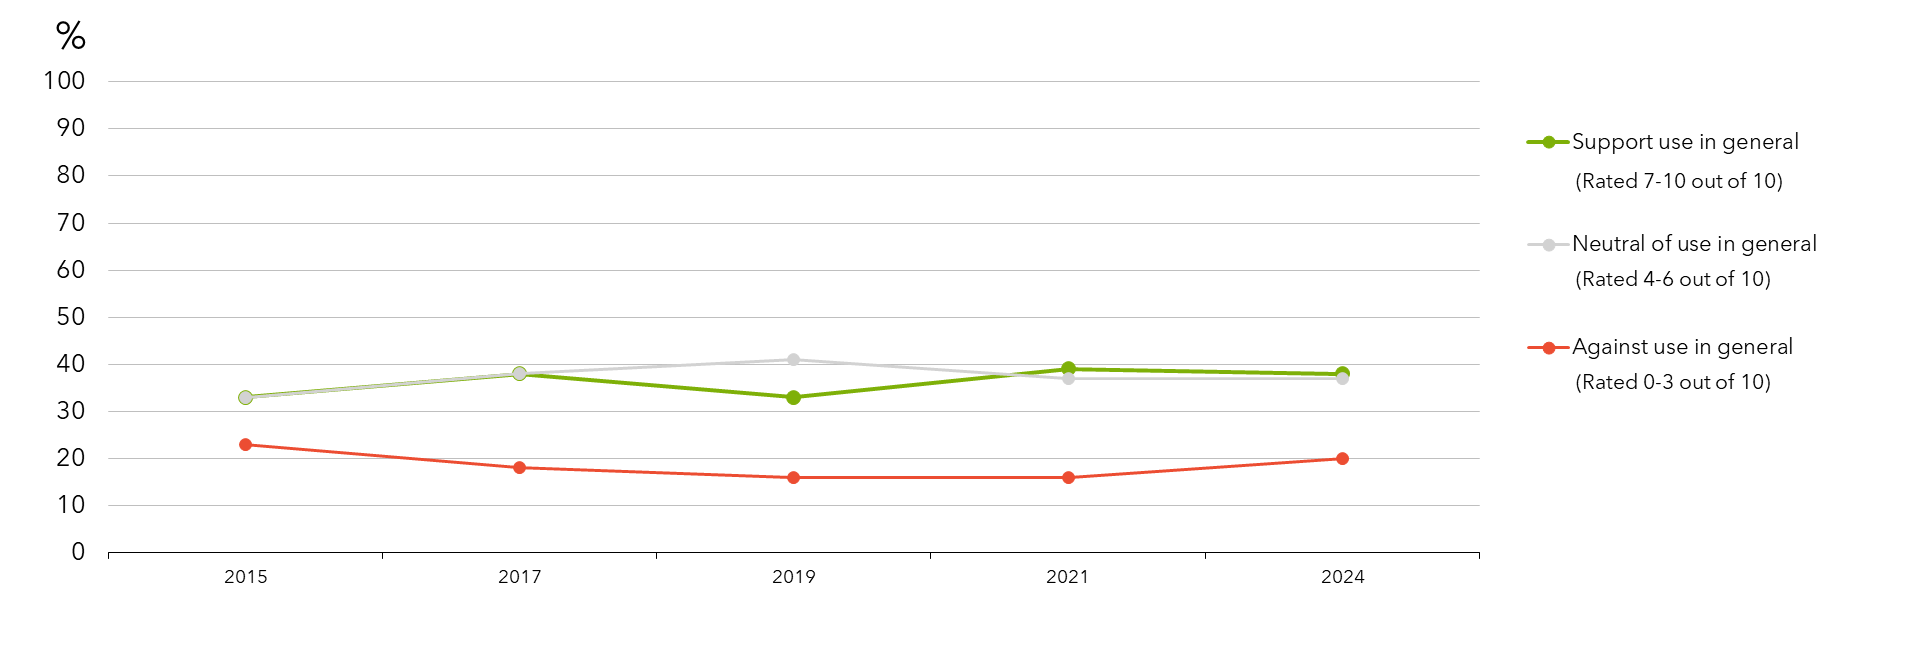 %
100
90
80
70
60
50
40
30
20
10
0
2015 2017 2019 2021 2024
Support use in general
(Rated 7-10 out of 10)
Neutral of use in general
(Rated 4-6 out of 10)
Against use in general
(Rated 0-3 out of 10)